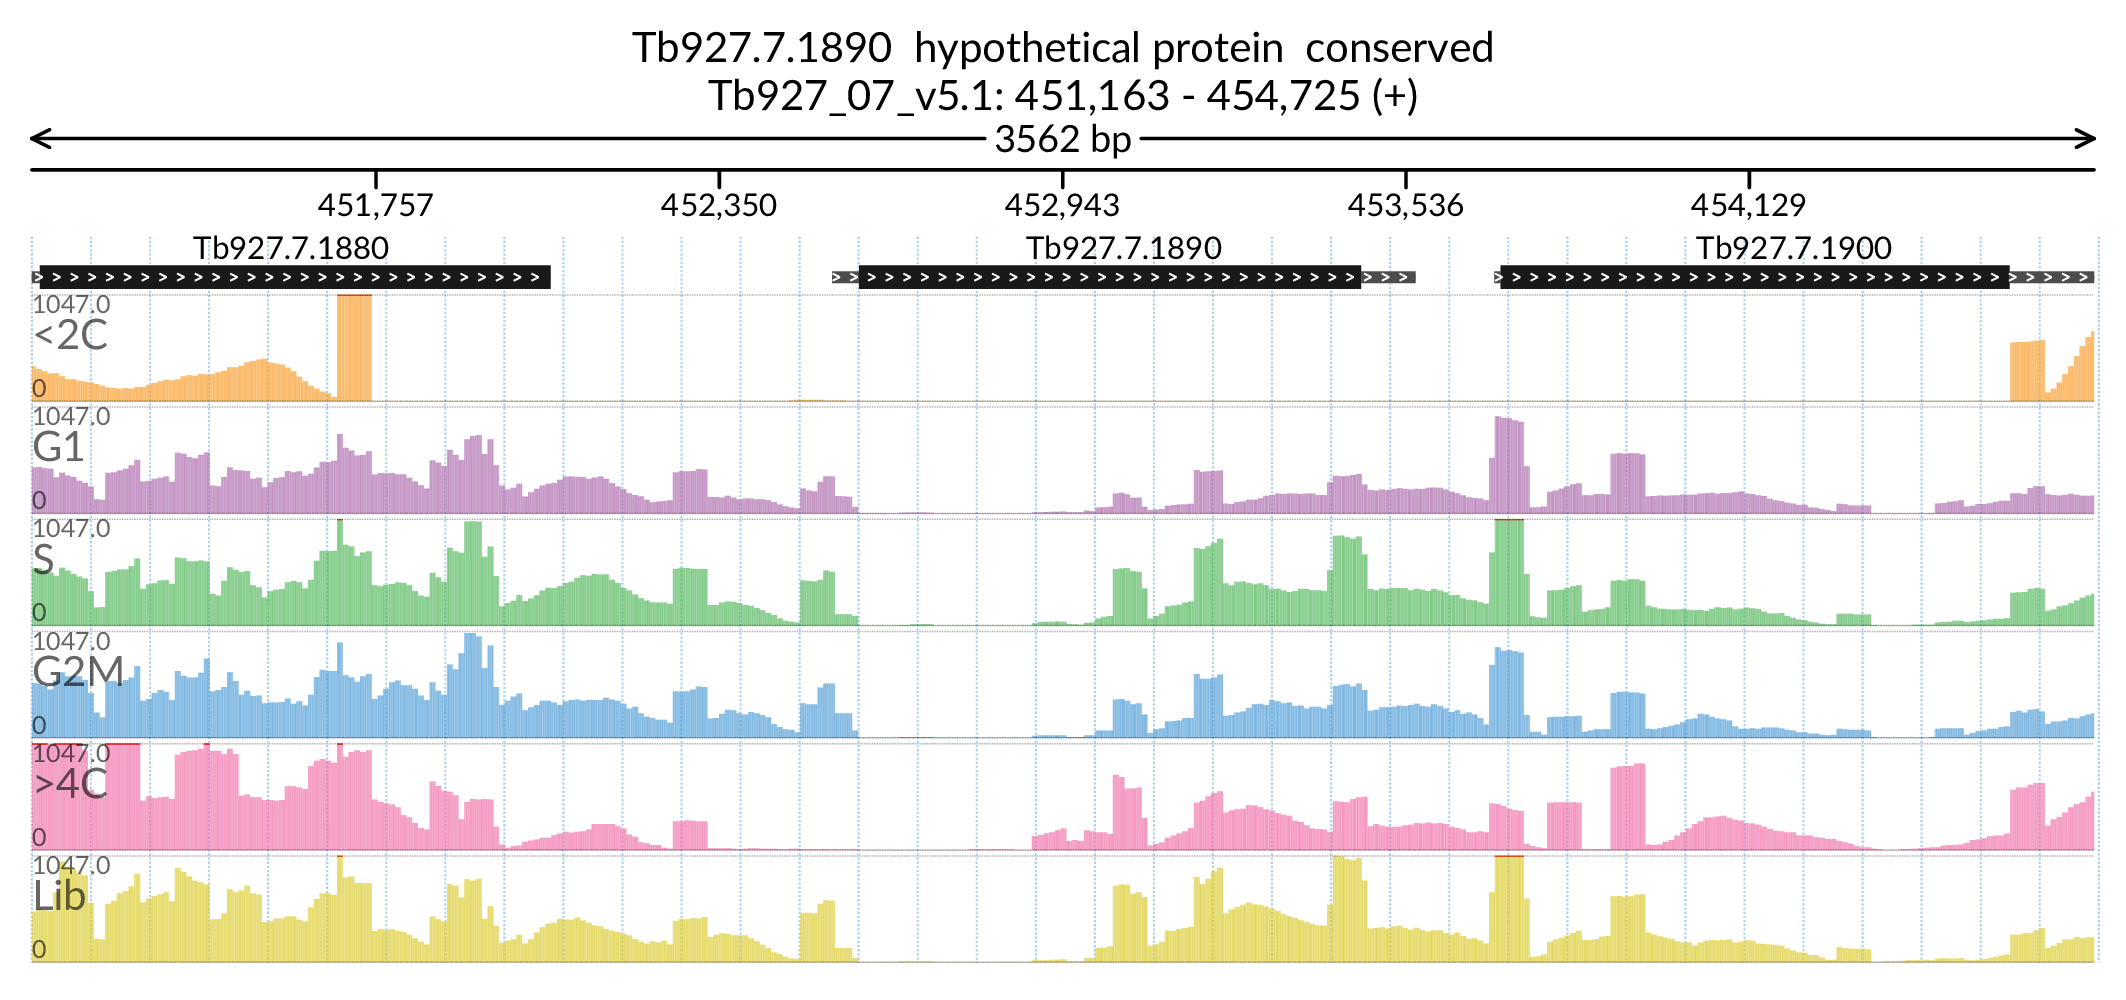 Tb927.7.1890 hypothetical protein conserved
Tb927_07_v5.1: 451,163 - 454,725 (+)
3562 bp
451,757 452,350 452,943 453,536 454,129
Tb927.7.1880 Tb927.7.1890 Tb927.7.1900
1047.0
<2C
0
1047.0
G1
0
1047.0
S
0
1047.0
G2M
0
1047.0
>4C
0
1047.0
Lib
0